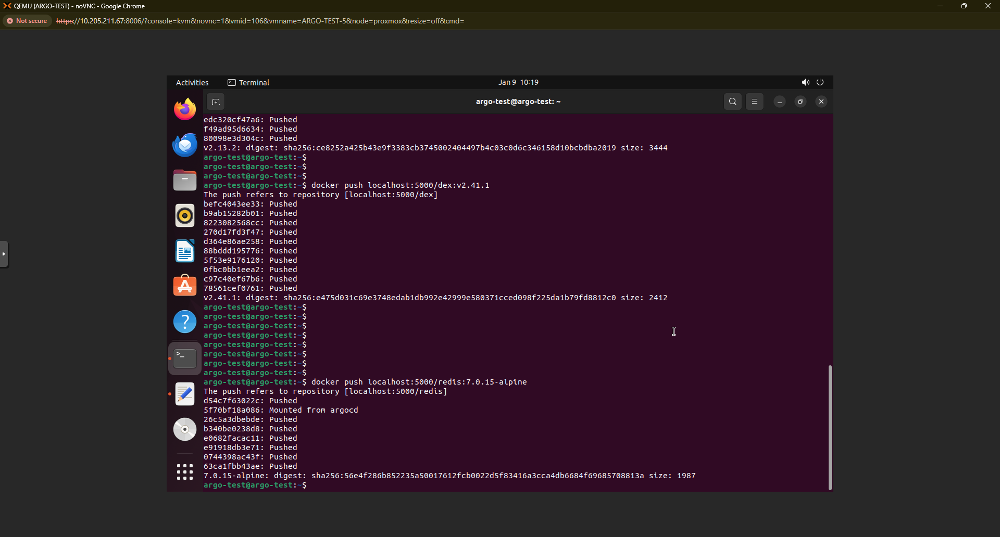 QEMU (ARGO-TEST) - noVNC - Google Chrome
Not secure https://10.205.211.67:8006/?console=kvm&novnc=1&vmid=106&vmname=ARGO-TEST-5&node=proxmox&resize=off&cmd=
Activities Terminal Jan 9 10:19
argo-test@argo-test: ~
edc320cf47a6: Pushed
f49ad95d6634: Pushed
80098e3d304c: Pushed
v2.13.2: digest: sha256:ce8252a425b43e9f3383cb3745002404497b4c03c0d6c346158d10bcbdba2019 size: 3444
argo-test@argo-test:~$
argo-test@argo-test:~$
argo-test@argo-test:~$
argo-test@argo-test:~$ docker push localhost:5000/dex:v2.41.1
The push refers to repository [localhost:5000/dex]
befc4043ee33: Pushed
b9ab15282b01: Pushed
8223082568cc: Pushed
270d17fd3f47: Pushed
d364e86ae258: Pushed
88bddd195776: Pushed
5f53e9176120: Pushed
0fbc0bb1eea2: Pushed
c97c40ef67b6: Pushed
78561cef0761: Pushed
v2.41.1: digest: sha256:e475d031c69e3748edab1db992e42999e580371cced098f225da1b79fd8812c0 size: 2412
argo-test@argo-test:~$
argo-test@argo-test:~$
argo-test@argo-test:~$
argo-test@argo-test:~$
argo-test@argo-test:~$
argo-test@argo-test:~$
argo-test@argo-test:~$
argo-test@argo-test:~$
argo-test@argo-test:~$ docker push localhost:5000/redis:7.0.15-alpine
The push refers to repository [localhost:5000/redis]
d54c7f63022c: Pushed
5f70bf18a086: Mounted from argocd
26c5a3dbebde: Pushed
b340be0238d8: Pushed
e0682facac11: Pushed
e91918db3e71: Pushed
0744398ac43f: Pushed
63ca1fbb43ae: Pushed
7.0.15-alpine: digest: sha256:56e4f286b852235a50017612fcb0022d5f83416a3cca4db6684f69685708813a size: 1987
argo-test@argo-test:~$